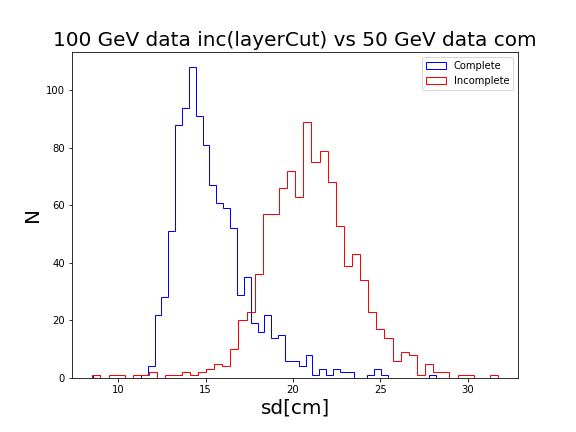 100 GeV data inc(layerCut) vs 50 GeV data com
Complete
Incomplete
100
80
60
40
20
0
N
10 15 20 25 30
sd[cm]